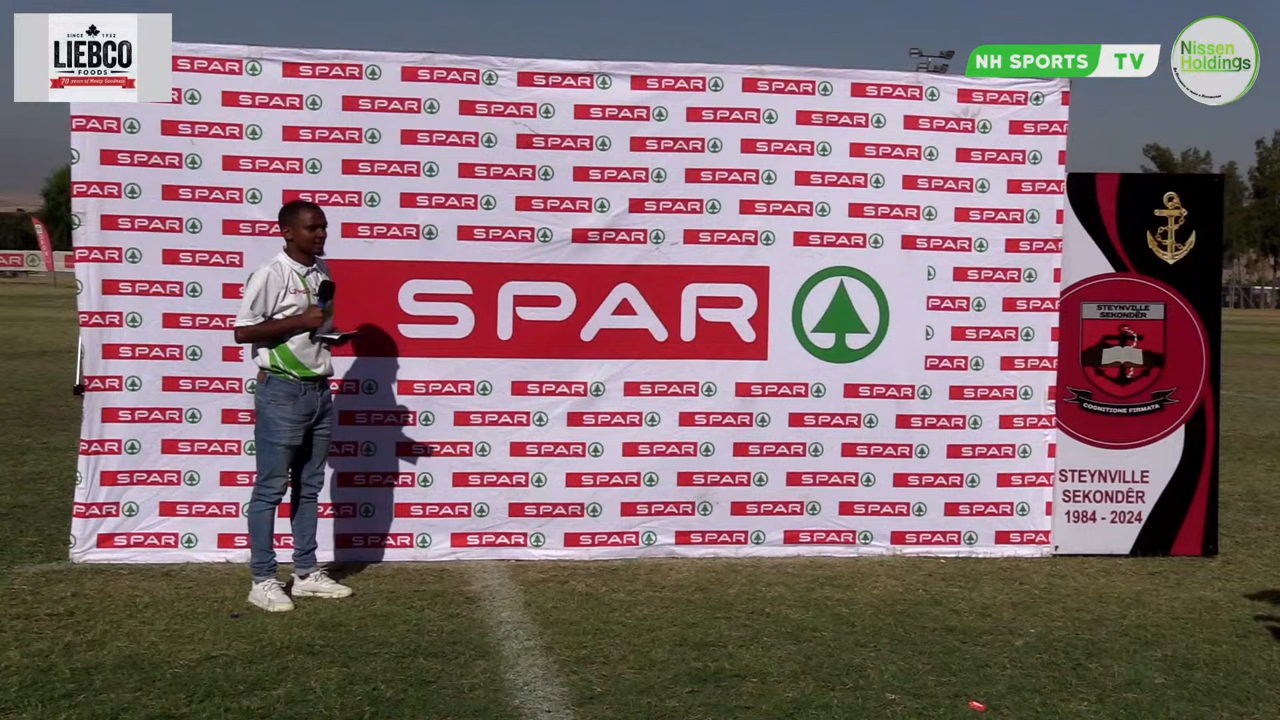 SINCE 1952
LIEBCO
FOODS
70 years of Meaty Goodness
NH SPORTS TV
Nissen
Holdings
SPAR
STEYNVILLE
SEKONDÊR
COGNITIONE FIRMATA
STEYNVILLE
SEKONDÊR
1984 - 2024